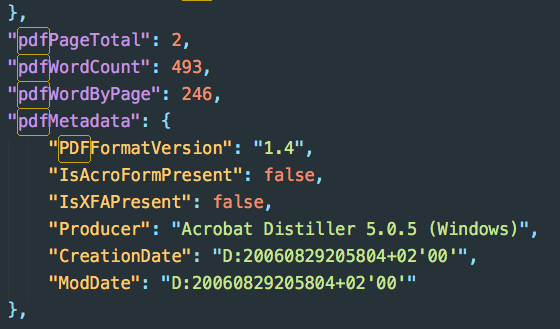 },
"pdfPageTotal": 2,
"pdfWordCount": 493,
"pdfWordByPage": 246,
"pdfMetadata": {
"PDFFormatVersion": "1.4",
"IsAcroFormPresent": false,
"IsXFAPresent": false,
"Producer": "Acrobat Distiller 5.0.5 (Windows)",
"CreationDate": "D:20060829205804+02'00'",
"ModDate": "D:20060829205804+02'00'"
},